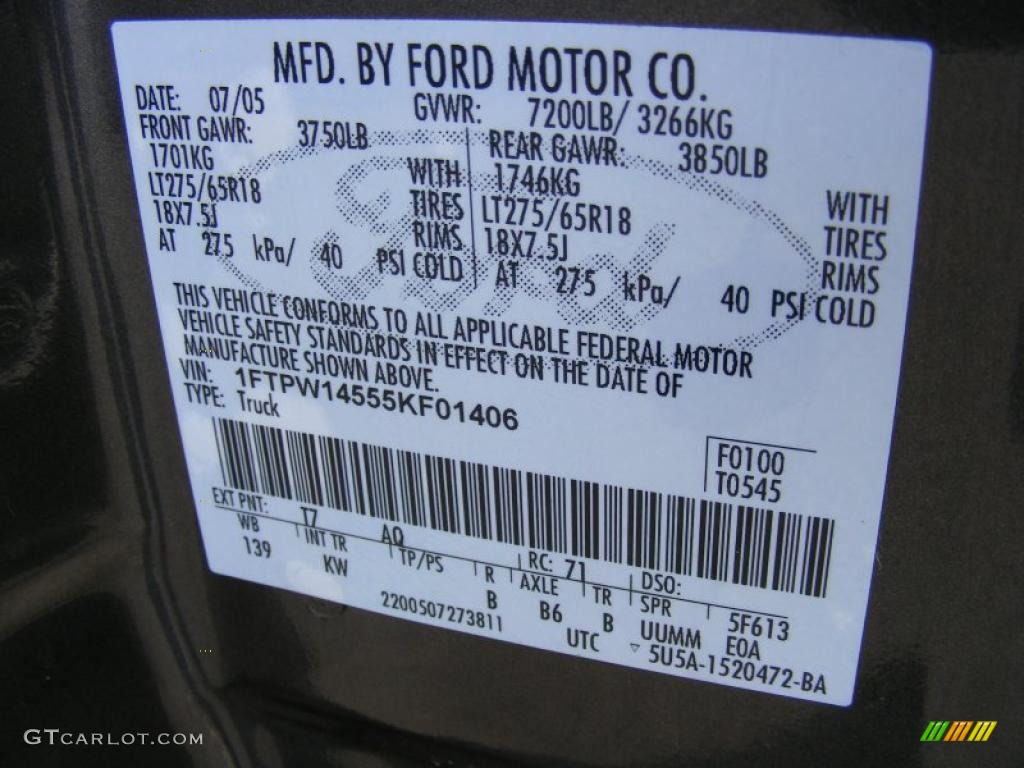 MFD. BY FORD MOTOR CO.
DATE: 07/05 GVWR: 7200LB/ 3266KG
FRONT GAWR: 3750LB REAR GAWR: 3850LB
1701KG WITH 1746KG WITH
LT275/65R18 TIRES LT275/65R18 TIRES
18X7.5J RIMS 18X7.5J RIMS
AT 275 kPa/ 40 PSI COLD AT 275 kPa/ 40 PSI COLD
THIS VEHICLE CONFORMS TO ALL APPLICABLE FEDERAL MOTOR
VEHICLE SAFETY STANDARDS IN EFFECT ON THE DATE OF
MANUFACTURE SHOWN ABOVE.
VIN: 1FTPW14555KF01406
TYPE: Truck
F0100
T0545
EXT PNT: T7 AQ RC: 71 DSO:
WB INT TR TP/PS R AXLE TR SPR 5F613
139 KW B B6 B UUMM EOA
2200507273811 UTC ▽ 5U5A-1520472-BA
Ford
GTCARLOT.COM